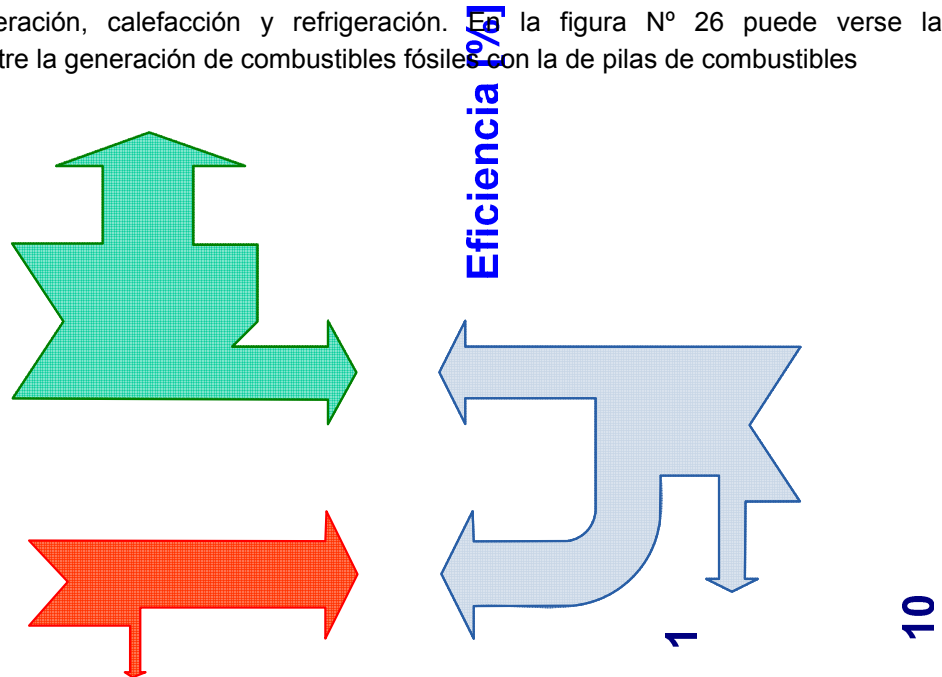 eración, calefacción y refrigeración. En la figura Nº 26 puede verse la
tre la generación de combustibles fósiles con la de pilas de combustibles
Eficiencia [%]
1
10